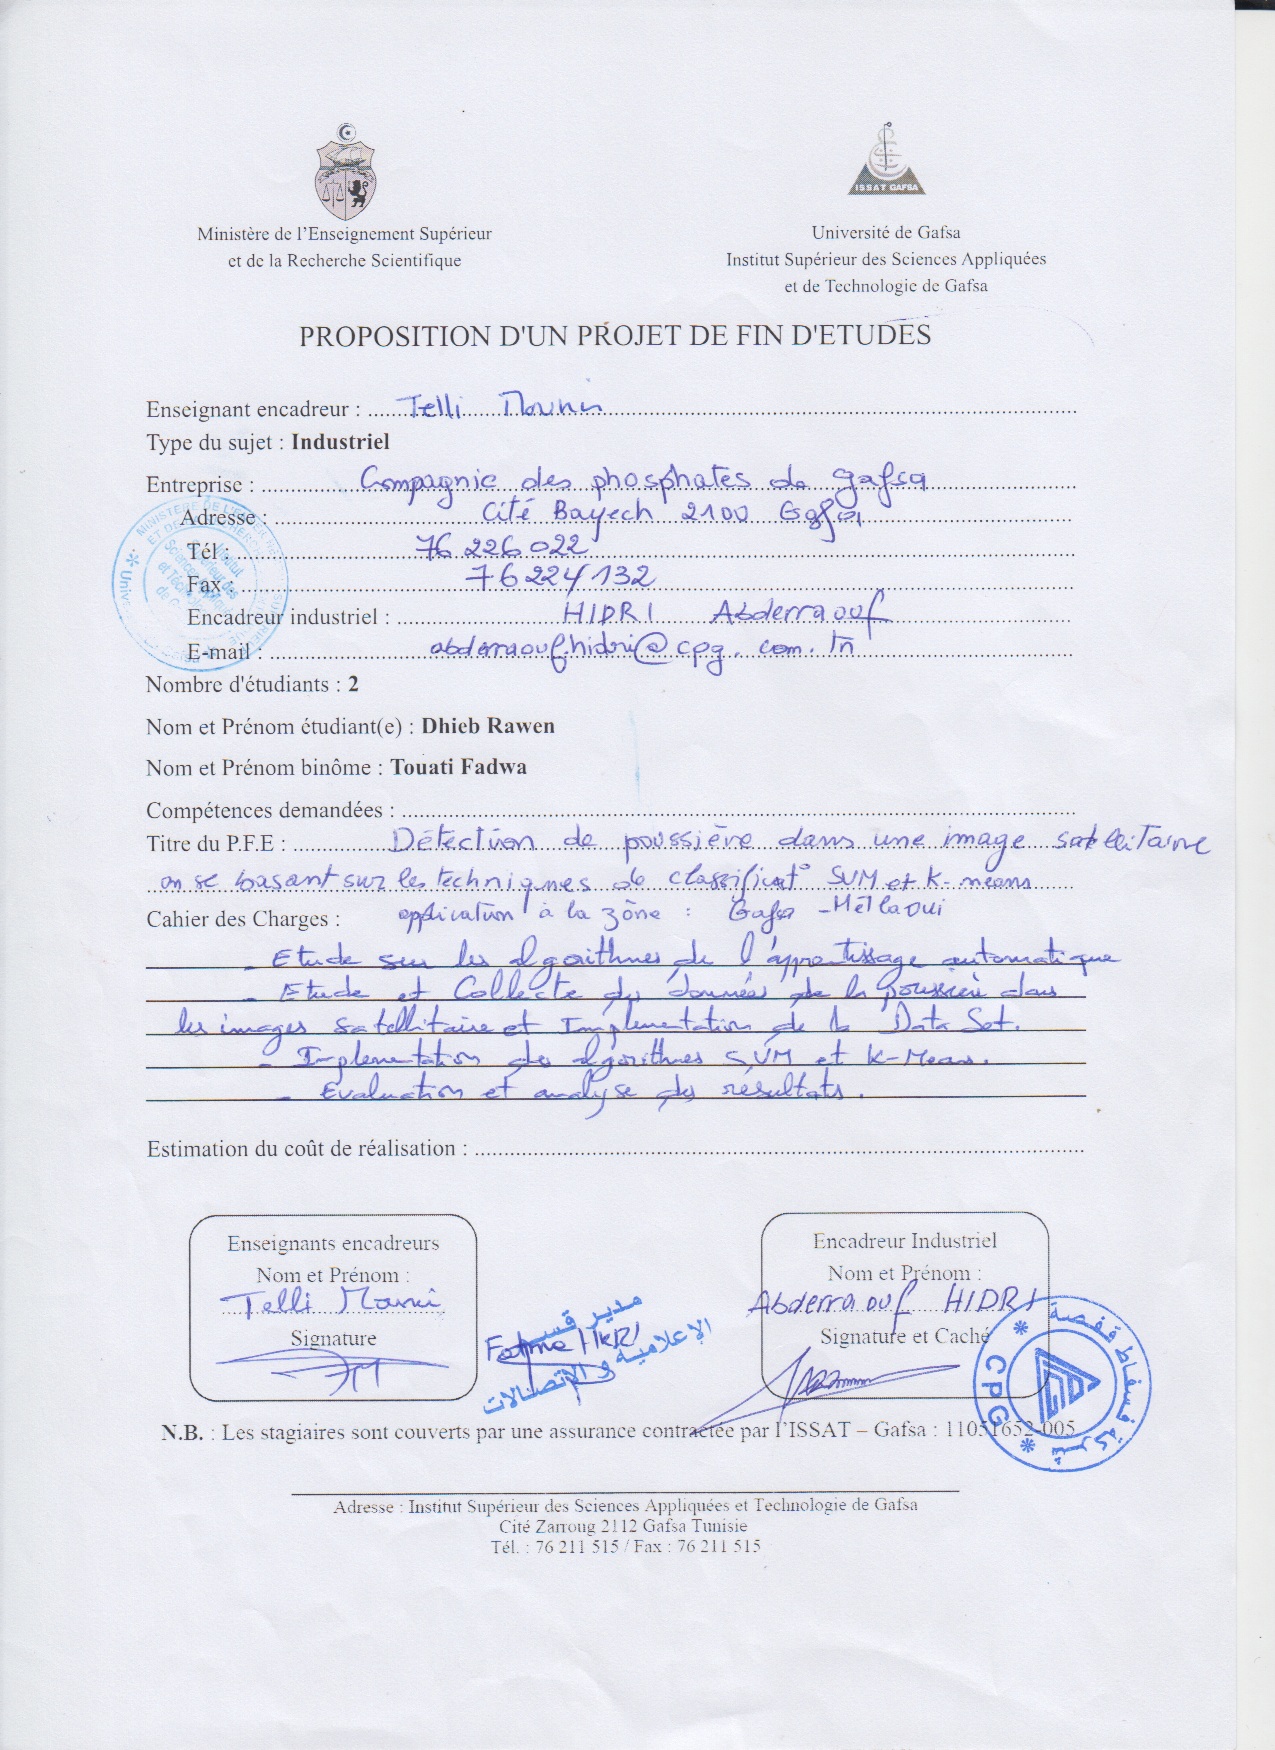 ISSAT GAFSA
Ministère de l'Enseignement Supérieur
et de la Recherche Scientifique
Université de Gafsa
Institut Supérieur des Sciences Appliquées
et de Technologie de Gafsa
PROPOSITION D'UN PROJET DE FIN D'ETUDES
Enseignant encadreur : Telli Mounir
Type du sujet : Industriel
Entreprise : Compagnie des phosphates de Gafsa
Adresse : Cité Bayech 2100 Gafsa
Tél : 76 226 022
Fax : 76 224 132
Encadreur industriel : HIDRI Abderraouf
E-mail : abderraouf.hidri@cpg.com.tn
Nombre d'étudiants : 2
Nom et Prénom étudiant(e) : Dhieb Rawen
Nom et Prénom binôme : Touati Fadwa
Compétences demandées :
Titre du P.F.E : Détection de poussière dans une image satellitaire
en se basant sur les techniques de classificat° SVM et K-means
Cahier des Charges : application à la zône : Gafsa - Métlaoui
- Etude sur les algorithmes de l'apprentissage automatique
- Etude et Collecte des données de la poussière dans
les images satellitaire et Implementation de la Data Set.
- Implementation des algorithmes SVM et K-Means.
- Evaluation et analyse des résultats.
Estimation du coût de réalisation :
Enseignants encadreurs
Nom et Prénom :
Telli Mounir
Signature
مدير قسم
الإعلامية و الإتصالات
Fatma
Encadreur Industriel
Nom et Prénom :
Abderraouf HIDRI
Signature et Caché
شركة فسفاط قفصة
CPG
N.B. : Les stagiaires sont couverts par une assurance contractée par l'ISSAT – Gafsa : 11051652-005
Adresse : Institut Supérieur des Sciences Appliquées et Technologie de Gafsa
Cité Zarroug 2112 Gafsa Tunisie
Tél. : 76 211 515 / Fax : 76 211 515